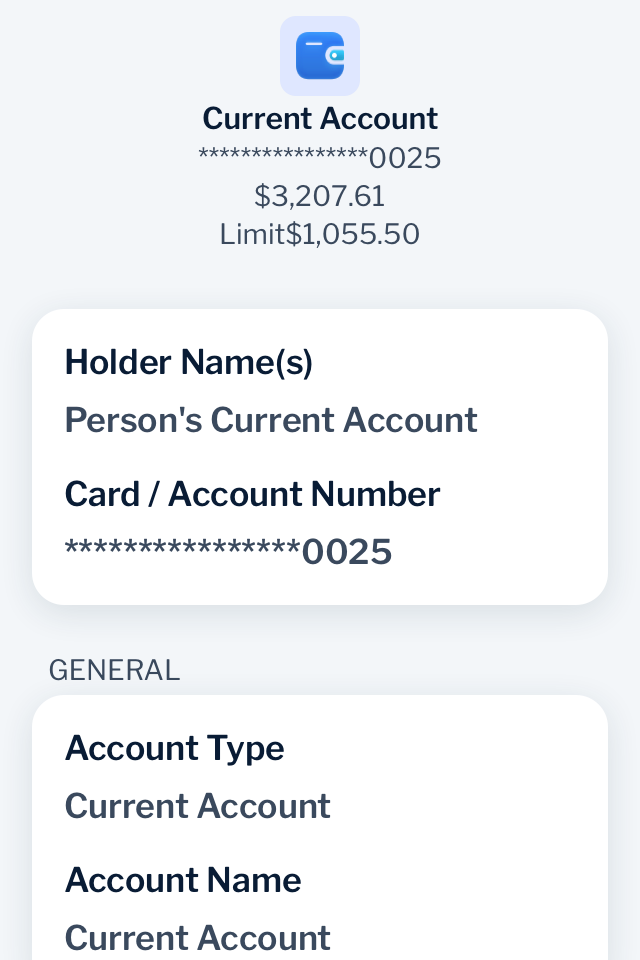 Current Account
****************0025
$3,207.61
Limit$1,055.50
Holder Name(s)
Person's Current Account
Card / Account Number
****************0025
GENERAL
Account Type
Current Account
Account Name
Current Account